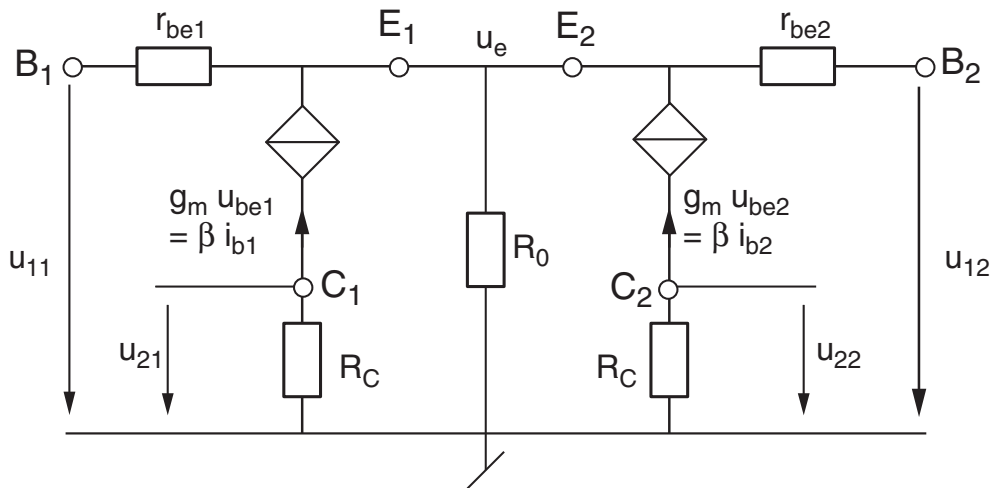 r_be1
E_1
u_e
E_2
r_be2
B_1
B_2
g_m u_be1
= β i_b1
g_m u_be2
= β i_b2
u_11
R_0
u_12
C_1
C_2
u_21
R_C
R_C
u_22